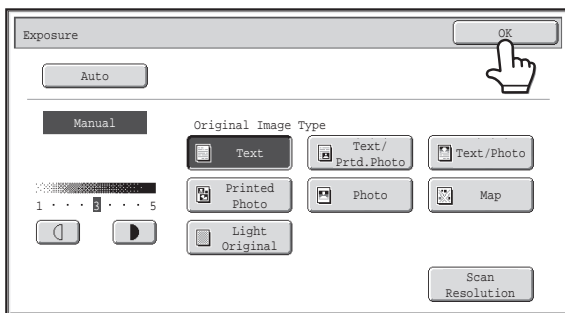 Exposure
OK
Auto
Manual
Original Image Type
Text
Text/
Prtd.Photo
Text/Photo
Printed
Photo
Photo
Map
1 · · · 3 · · · 5
Light
Original
Scan
Resolution